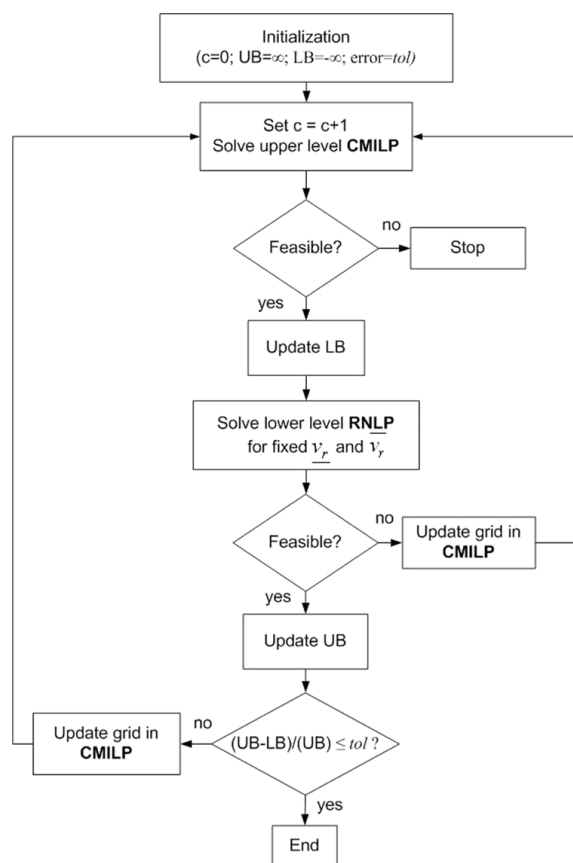 Initialization
(c=0; UB=∞; LB=-∞; error=tol)
Set c = c+1
Solve upper level CMILP
Feasible?
no
Stop
yes
Update LB
Solve lower level RNLP
for fixed v_r and v_r
Feasible?
no
Update grid in
CMILP
yes
Update UB
(UB-LB)/(UB) ≤ tol ?
no
Update grid in
CMILP
yes
End